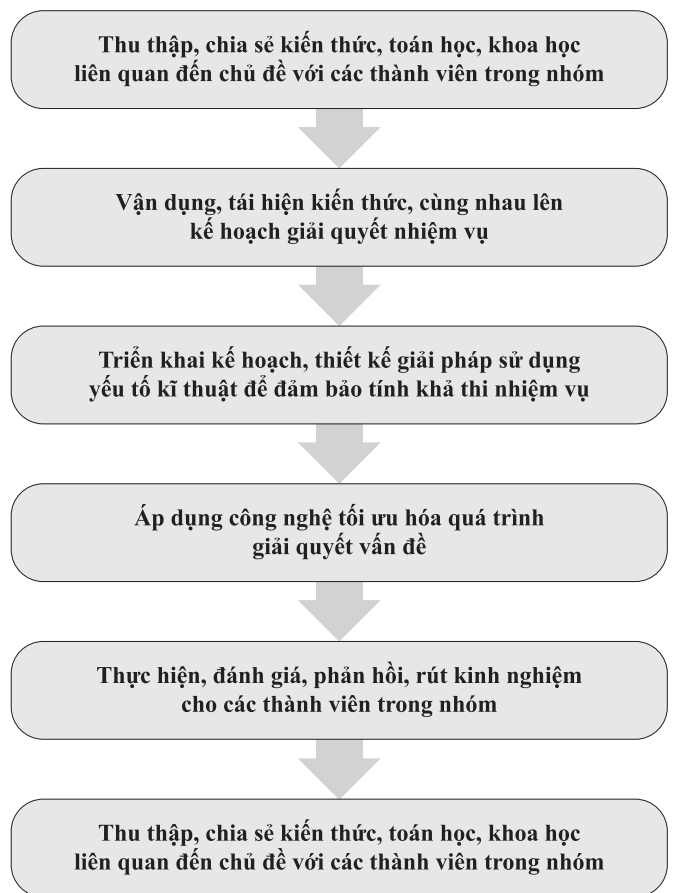 Thu thập, chia sẻ kiến thức, toán học, khoa học
liên quan đến chủ đề với các thành viên trong nhóm
Vận dụng, tái hiện kiến thức, cùng nhau lên
kế hoạch giải quyết nhiệm vụ
Triển khai kế hoạch, thiết kế giải pháp sử dụng
yếu tố kĩ thuật để đảm bảo tính khả thi nhiệm vụ
Áp dụng công nghệ tối ưu hóa quá trình
giải quyết vấn đề
Thực hiện, đánh giá, phản hồi, rút kinh nghiệm
cho các thành viên trong nhóm
Thu thập, chia sẻ kiến thức, toán học, khoa học
liên quan đến chủ đề với các thành viên trong nhóm